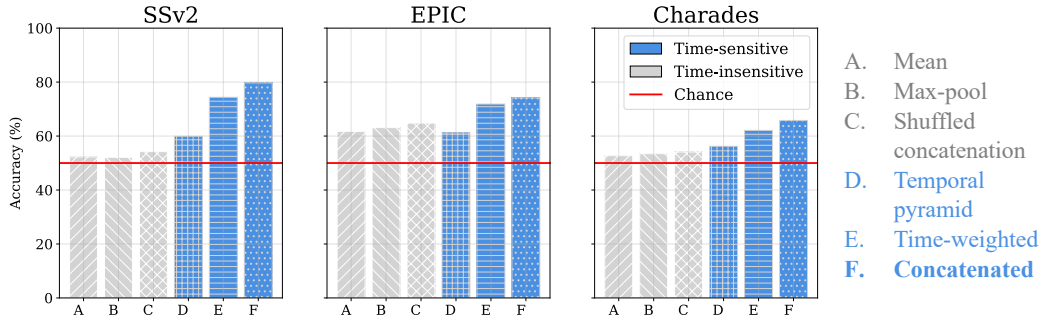 SSv2
EPIC
Charades
Accuracy (%)
100
80
60
40
20
0
A B C D E F
A B C D E F
A B C D E F
Time-sensitive
Time-insensitive
Chance
A. Mean
B. Max-pool
C. Shuffled
concatenation
D. Temporal
pyramid
E. Time-weighted
F. Concatenated